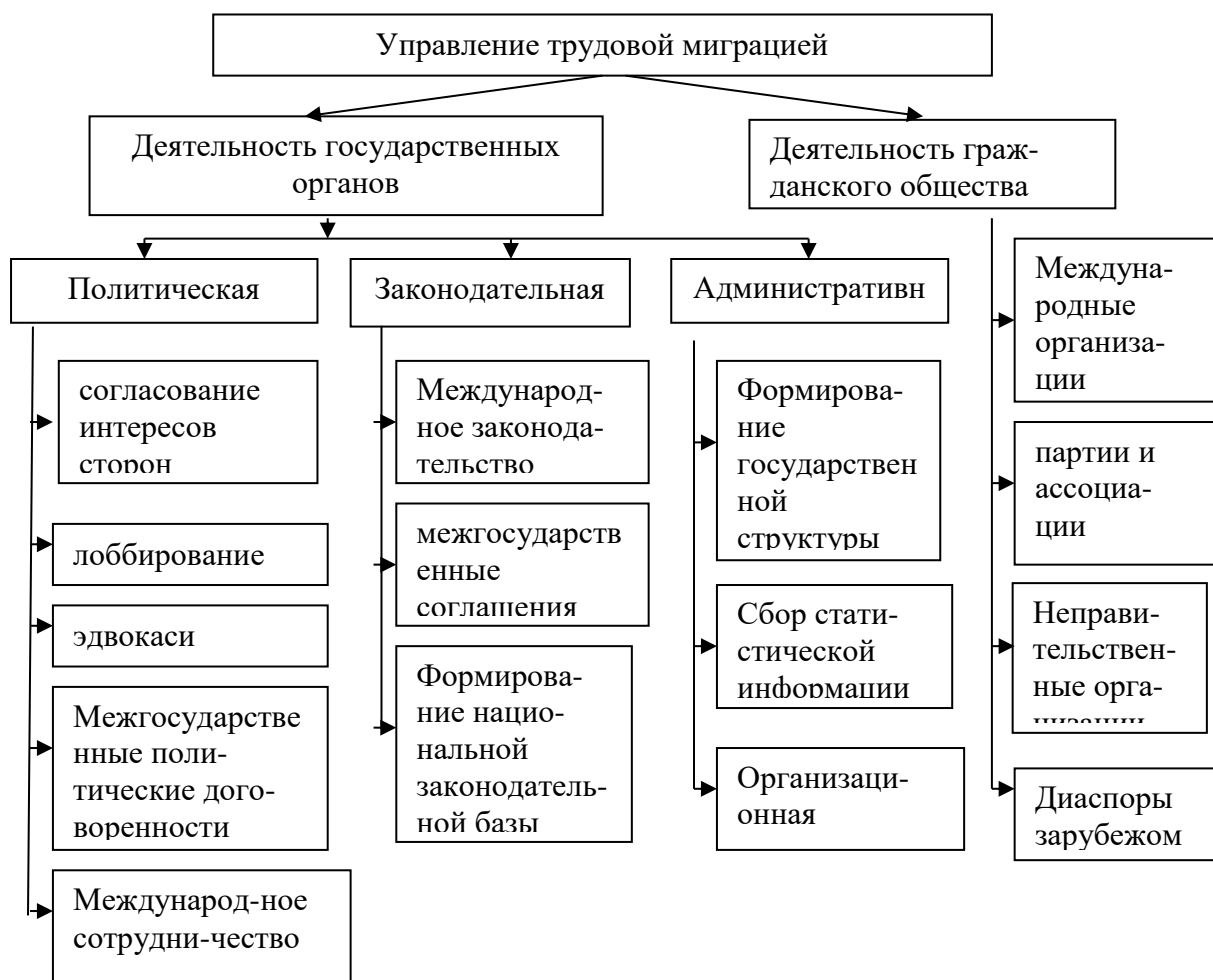 Управление трудовой миграцией
Деятельность государственных
органов
Деятельность граж-
данского общества
Политическая
согласование
интересов
сторон
лоббирование
эдвокаси
Межгосударстве
нные поли-
тические дого-
воренности
Международ-ное
сотрудни-чество
Законодательная
Международ-
ное законода-
тельство
межгосударств
енные
соглашения
Формирова-
ние нацио-
нальной
законодатель-
ной базы
Административн
Формирова-
ние
государствен
ной
структуры
Сбор стати-
стической
информации
Организаци-
онная
Междуна-
родные
организа-
ции
партии и
ассоциа-
ции
Неправи-
тельствен-
ные орга-
низации
Диаспоры
зарубежом